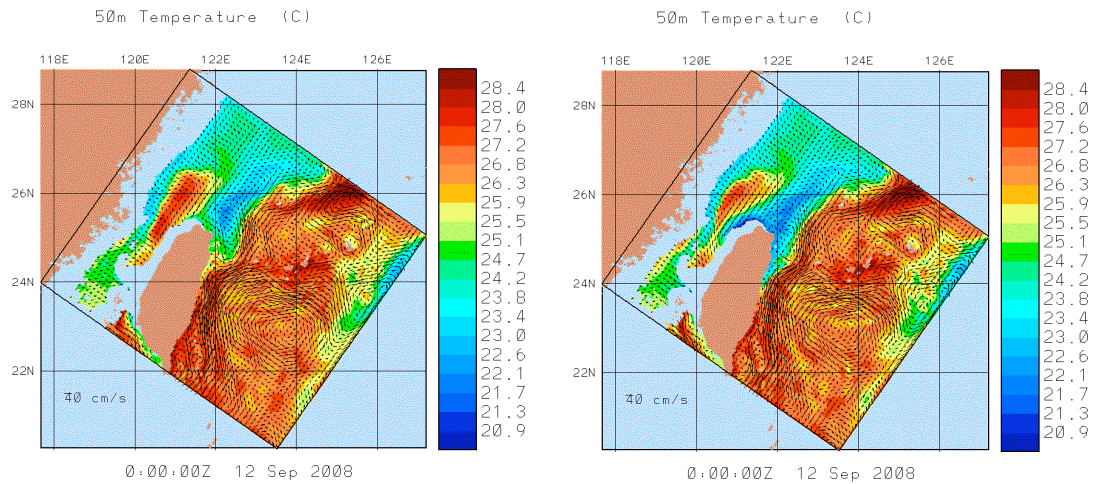 50m Temperature (C)
118E 120E 122E 124E 126E
28N
26N
24N
22N
40 cm/s
28.4
28.0
27.6
27.2
26.8
26.3
25.9
25.5
25.1
24.7
24.2
23.8
23.4
23.0
22.6
22.1
21.7
21.3
20.9
0:00:00Z 12 Sep 2008
50m Temperature (C)
118E 120E 122E 124E 126E
28N
26N
24N
22N
40 cm/s
28.4
28.0
27.6
27.2
26.8
26.3
25.9
25.5
25.1
24.7
24.2
23.8
23.4
23.0
22.6
22.1
21.7
21.3
20.9
0:00:00Z 12 Sep 2008